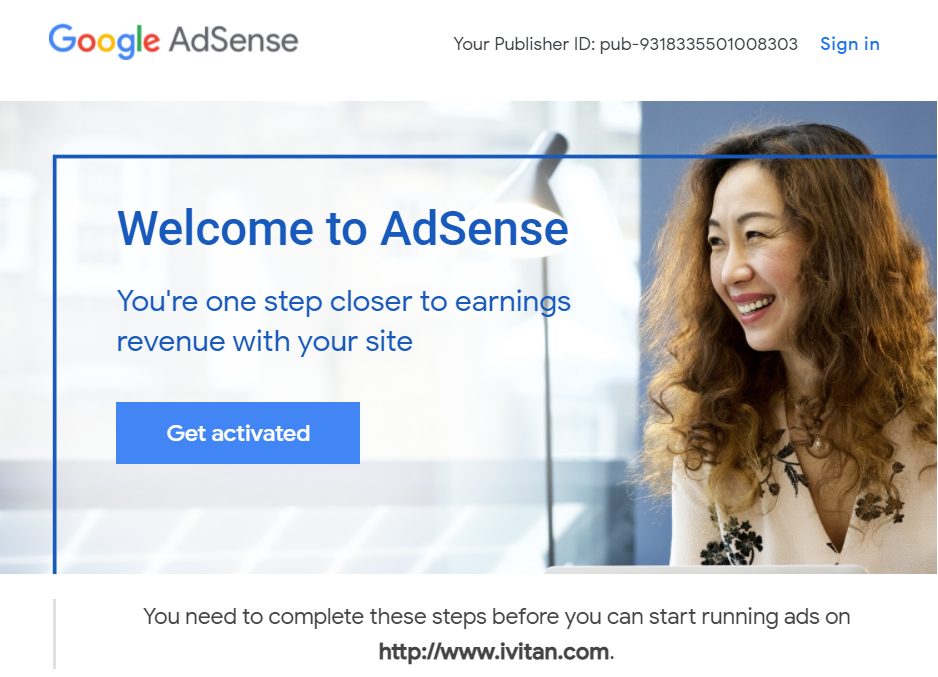 Google AdSense
Your Publisher ID: pub-9318335501008303 Sign in
Welcome to AdSense
You're one step closer to earnings
revenue with your site
Get activated
You need to complete these steps before you can start running ads on
http://www.ivitan.com.